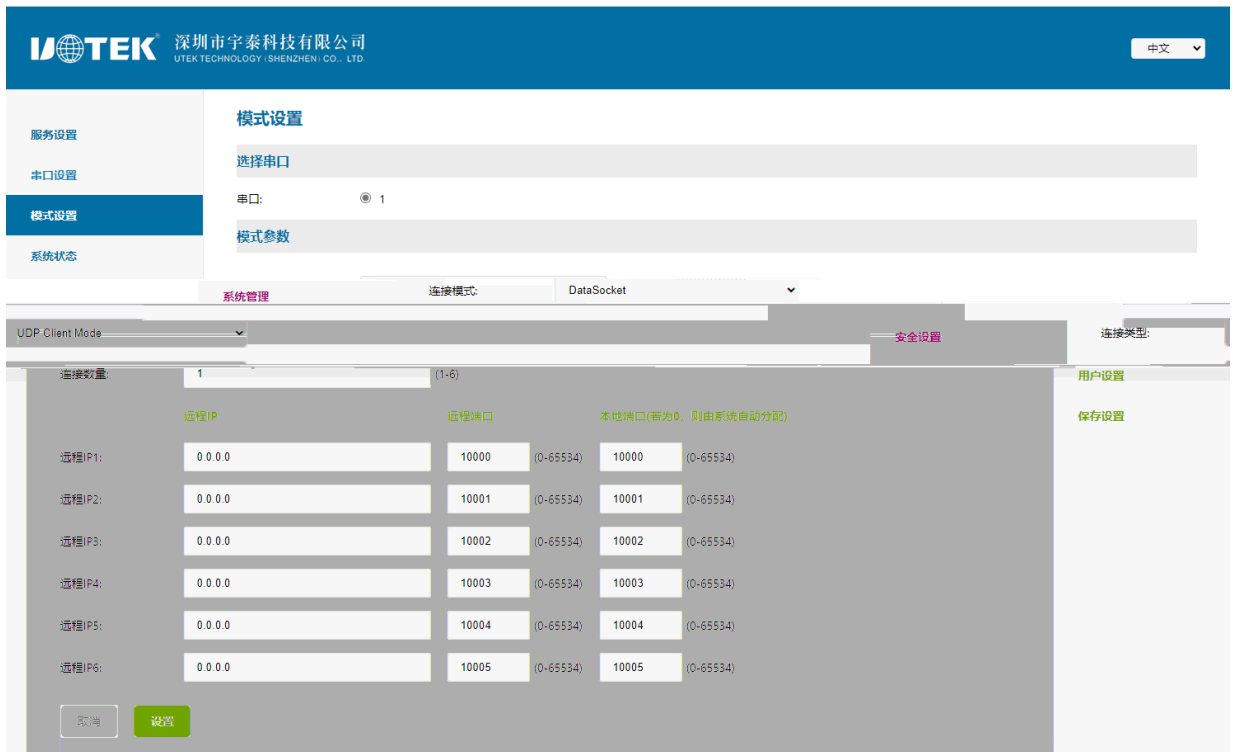 UOTEK® 深圳市宇泰科技有限公司
UTEK TECHNOLOGY (SHENZHEN) CO., LTD.
中文
服务设置
串口设置
模式设置
系统状态
模式设置
选择串口
串口: 1
模式参数
系统管理 连接模式: DataSocket
UDP Client Mode 安全设置 连接类型:
连接数量: 1 (1-6) 用户设置
远程IP 远程端口 本地端口(若为0, 则由系统自动分配) 保存设置
远程IP1: 0.0.0.0 10000 (0-65534) 10000 (0-65534)
远程IP2: 0.0.0.0 10001 (0-65534) 10001 (0-65534)
远程IP3: 0.0.0.0 10002 (0-65534) 10002 (0-65534)
远程IP4: 0.0.0.0 10003 (0-65534) 10003 (0-65534)
远程IP5: 0.0.0.0 10004 (0-65534) 10004 (0-65534)
远程IP6: 0.0.0.0 10005 (0-65534) 10005 (0-65534)
取消 设置